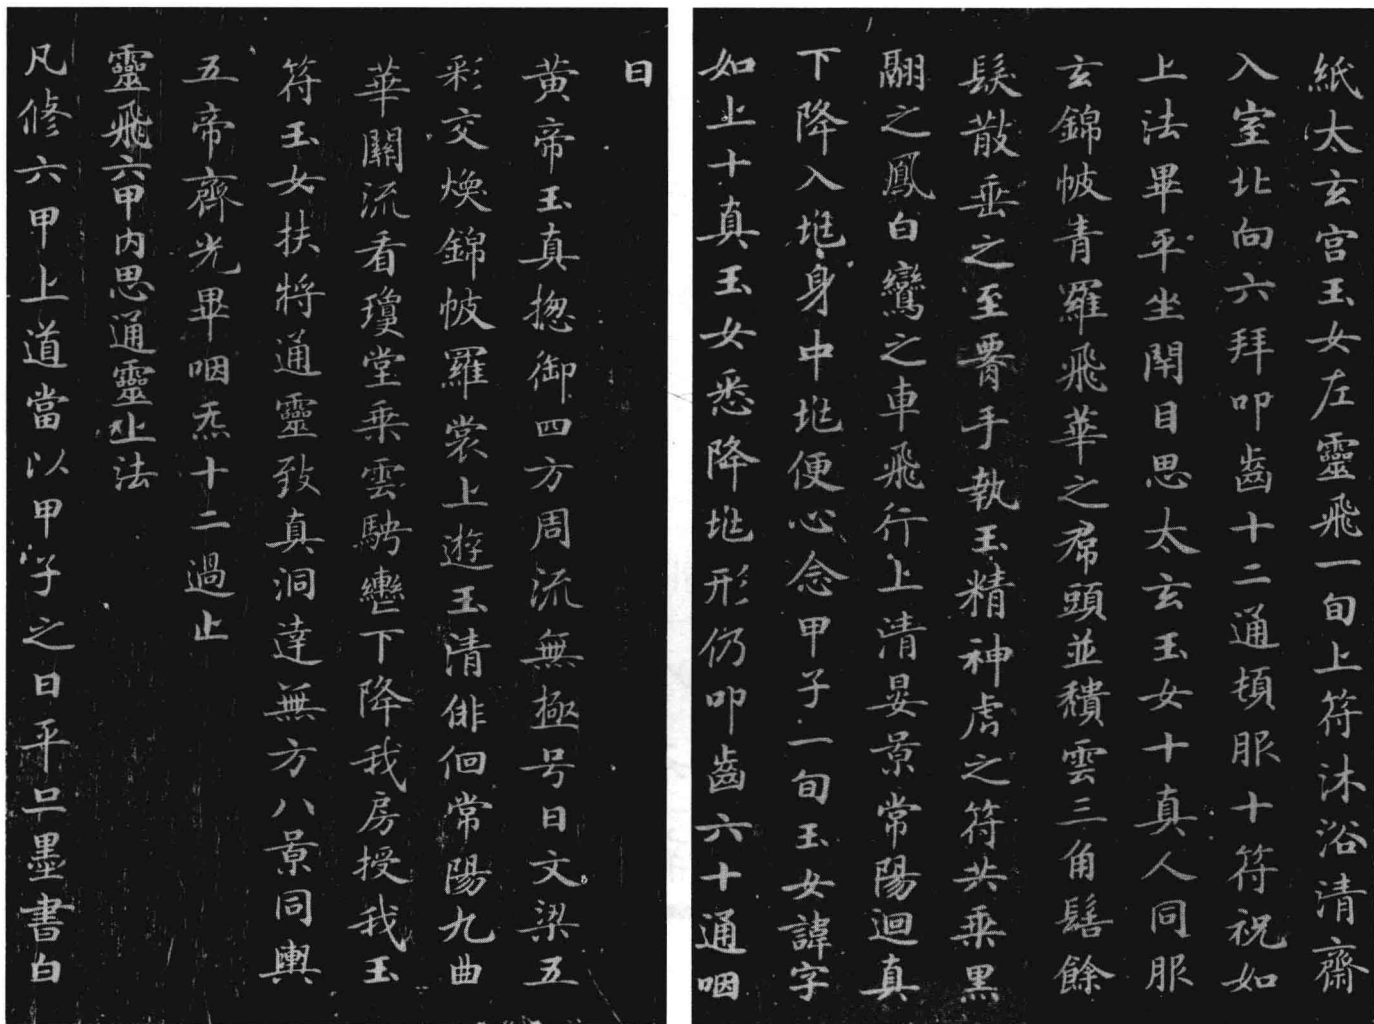 紙太玄宫玉女左靈飛一旬上符沐浴清齋
入室北向六拜叩齒十二通頓服十符祝如
上法畢平坐閇目思太玄玉女十真人同服
玄錦帔青羅飛華之帬頭並穨雲三角髻餘
髮散垂之至胷手執玉精神虎之符共乘黑
翮之鳳白鸞之車飛行上清晏景常陽迴真
下降入兆身中兆便心念甲子一旬玉女諱字
如上十真玉女悉降兆形仍叩齒六十通咽
曰
黄帝玉真揔御四方周流無極号曰文梁五
彩交煥錦帔羅裳上遊玉清俳佪常陽九曲
華關流看瓊堂乘雲騁轡下降我房授我玉
符玉女扶將通靈致真洞達無方八景同輿
五帝齊光畢咽炁十二過止
靈飛六甲内思通靈上法
凡修六甲上道當以甲子之日平旦墨書白